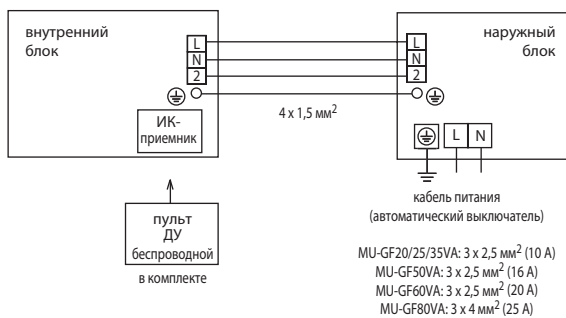 внутренний
блок
L
N
2
ИК-
приемник
4 x 1,5 мм²
наружный
блок
L
N
2
L N
пульт
ДУ
беспроводной
в комплекте
кабель питания
(автоматический выключатель)
MU-GF20/25/35VA: 3 x 2,5 мм² (10 А)
MU-GF50VA: 3 x 2,5 мм² (16 А)
MU-GF60VA: 3 x 2,5 мм² (20 А)
MU-GF80VA: 3 x 4 мм² (25 А)